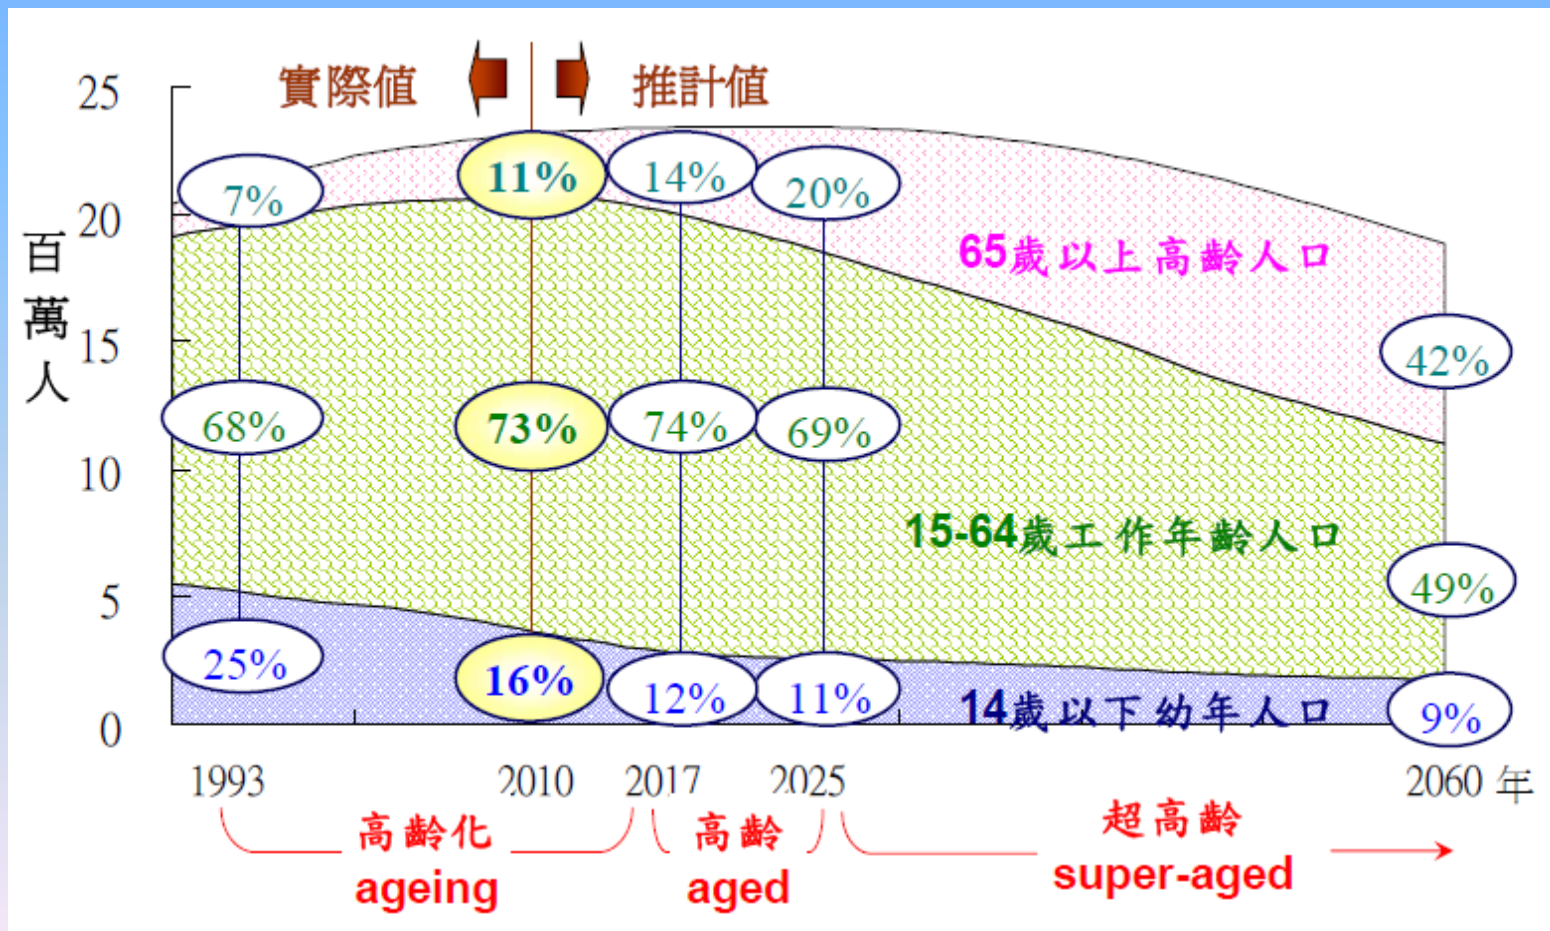 實際值 推計值
百萬人
25
20
15
10
5
0
7% 11% 14% 20%
65歲以上高齡人口
42%
68% 73% 74% 69%
15-64歲工作年齡人口
49%
25% 16% 12% 11%
14歲以下幼年人口
9%
1993 2010 2017 2025 2060 年
高齡化 高齡 超高齡
ageing aged super-aged